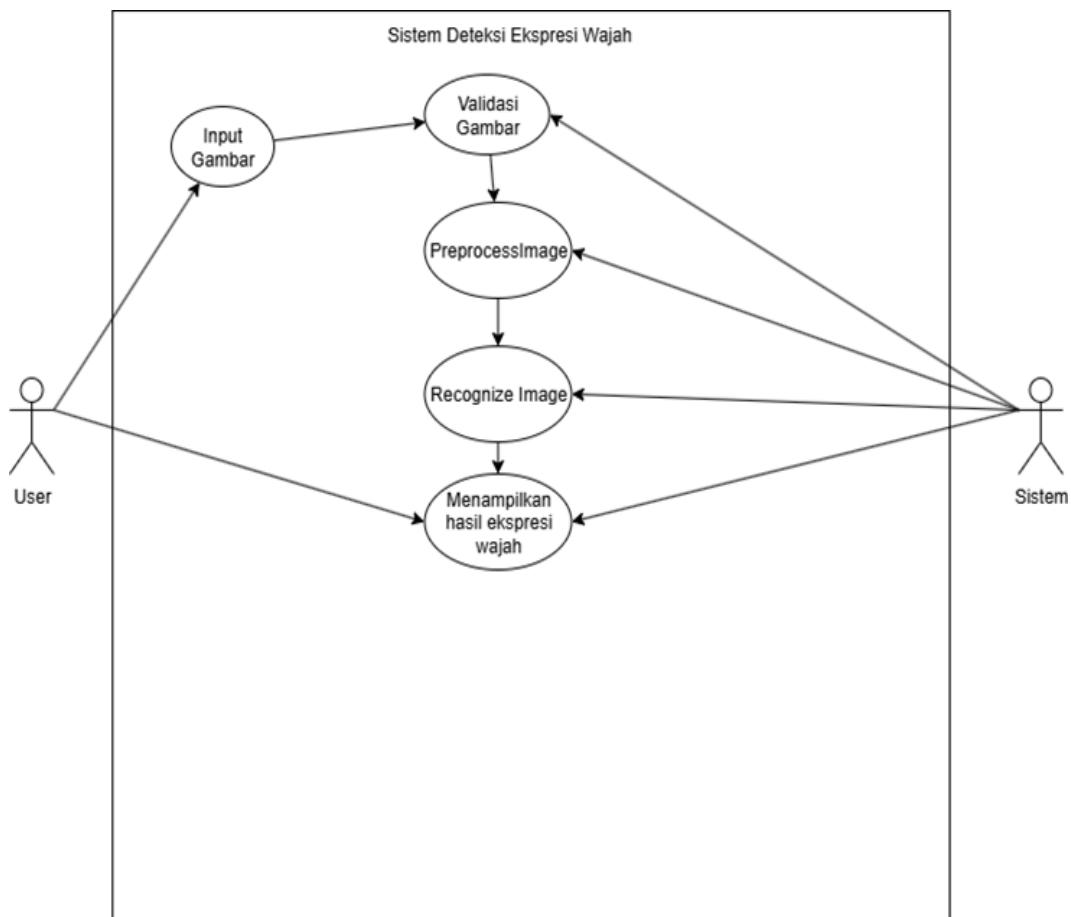 Sistem Deteksi Ekspresi Wajah
Input
Gambar
Validasi
Gambar
PreprocessImage
Recognize Image
Menampilkan
hasil ekspresi
wajah
User
Sistem